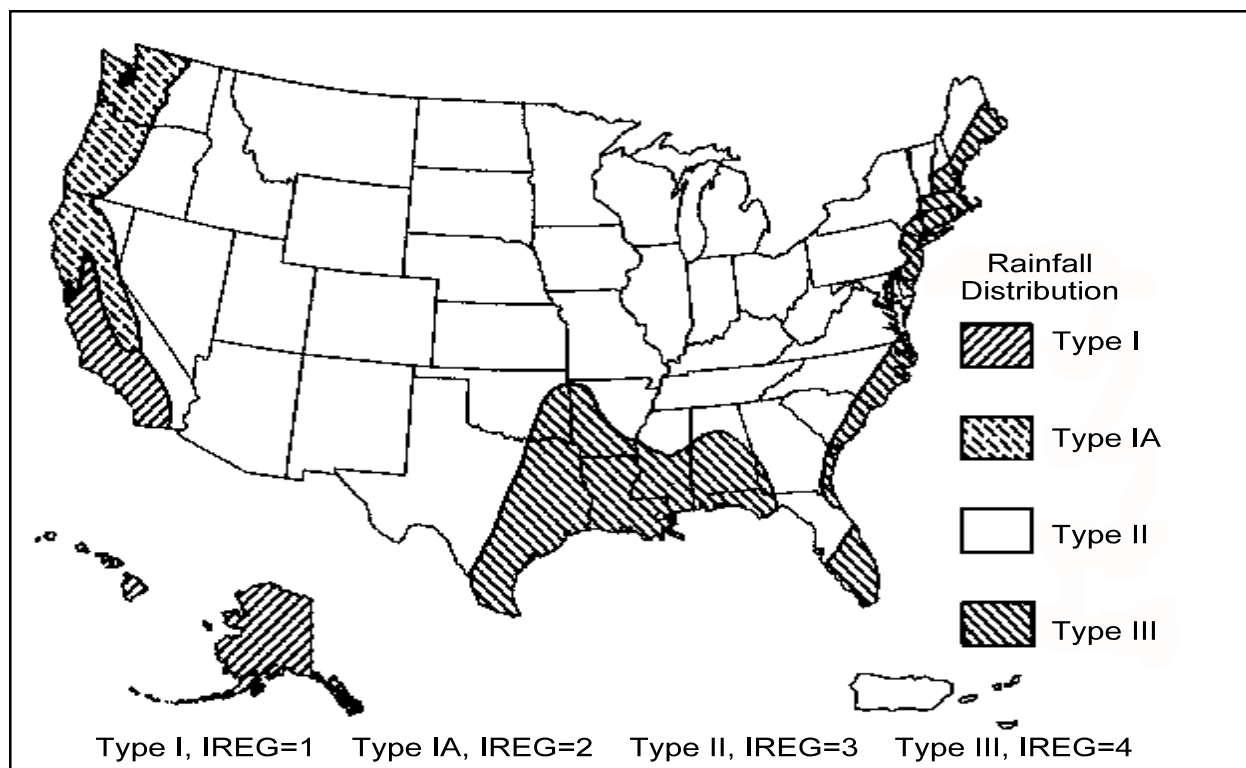 Rainfall
Distribution
Type I
Type IA
Type II
Type III
Type I, IREG=1 Type IA, IREG=2 Type II, IREG=3 Type III, IREG=4